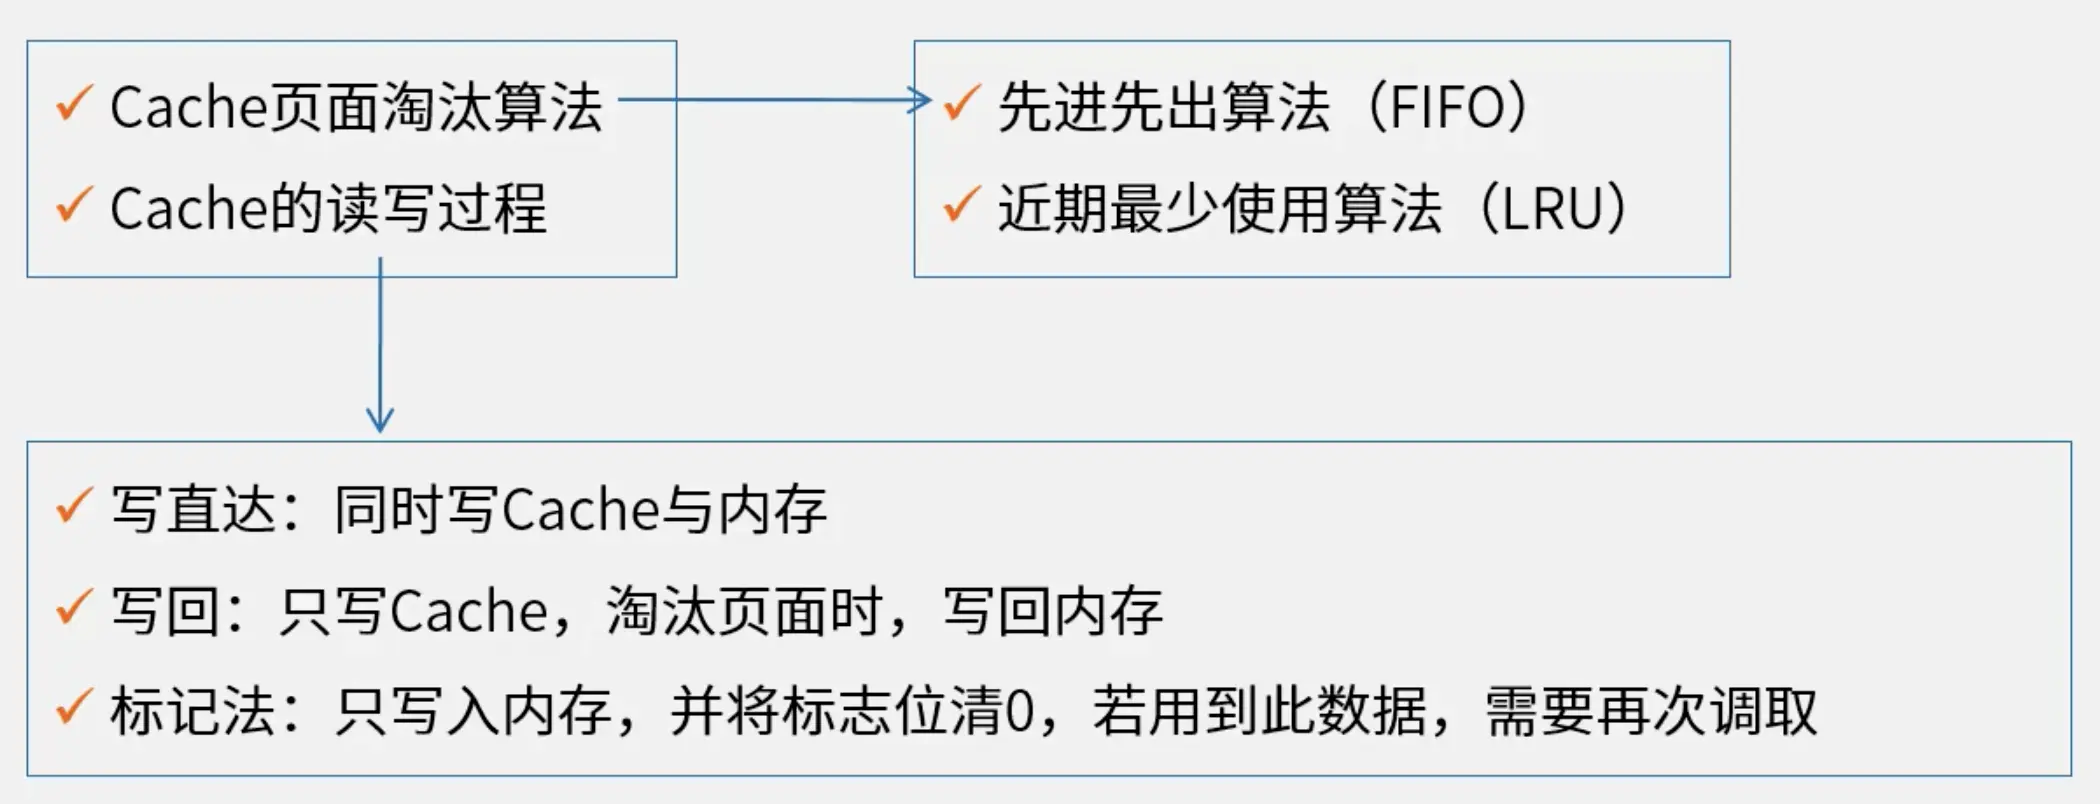 Cache页面淘汰算法
Cache的读写过程
先进先出算法（FIFO）
近期最少使用算法（LRU）
写直达：同时写Cache与内存
写回：只写Cache，淘汰页面时，写回内存
标记法：只写入内存，并将标志位清0，若用到此数据，需要再次调取